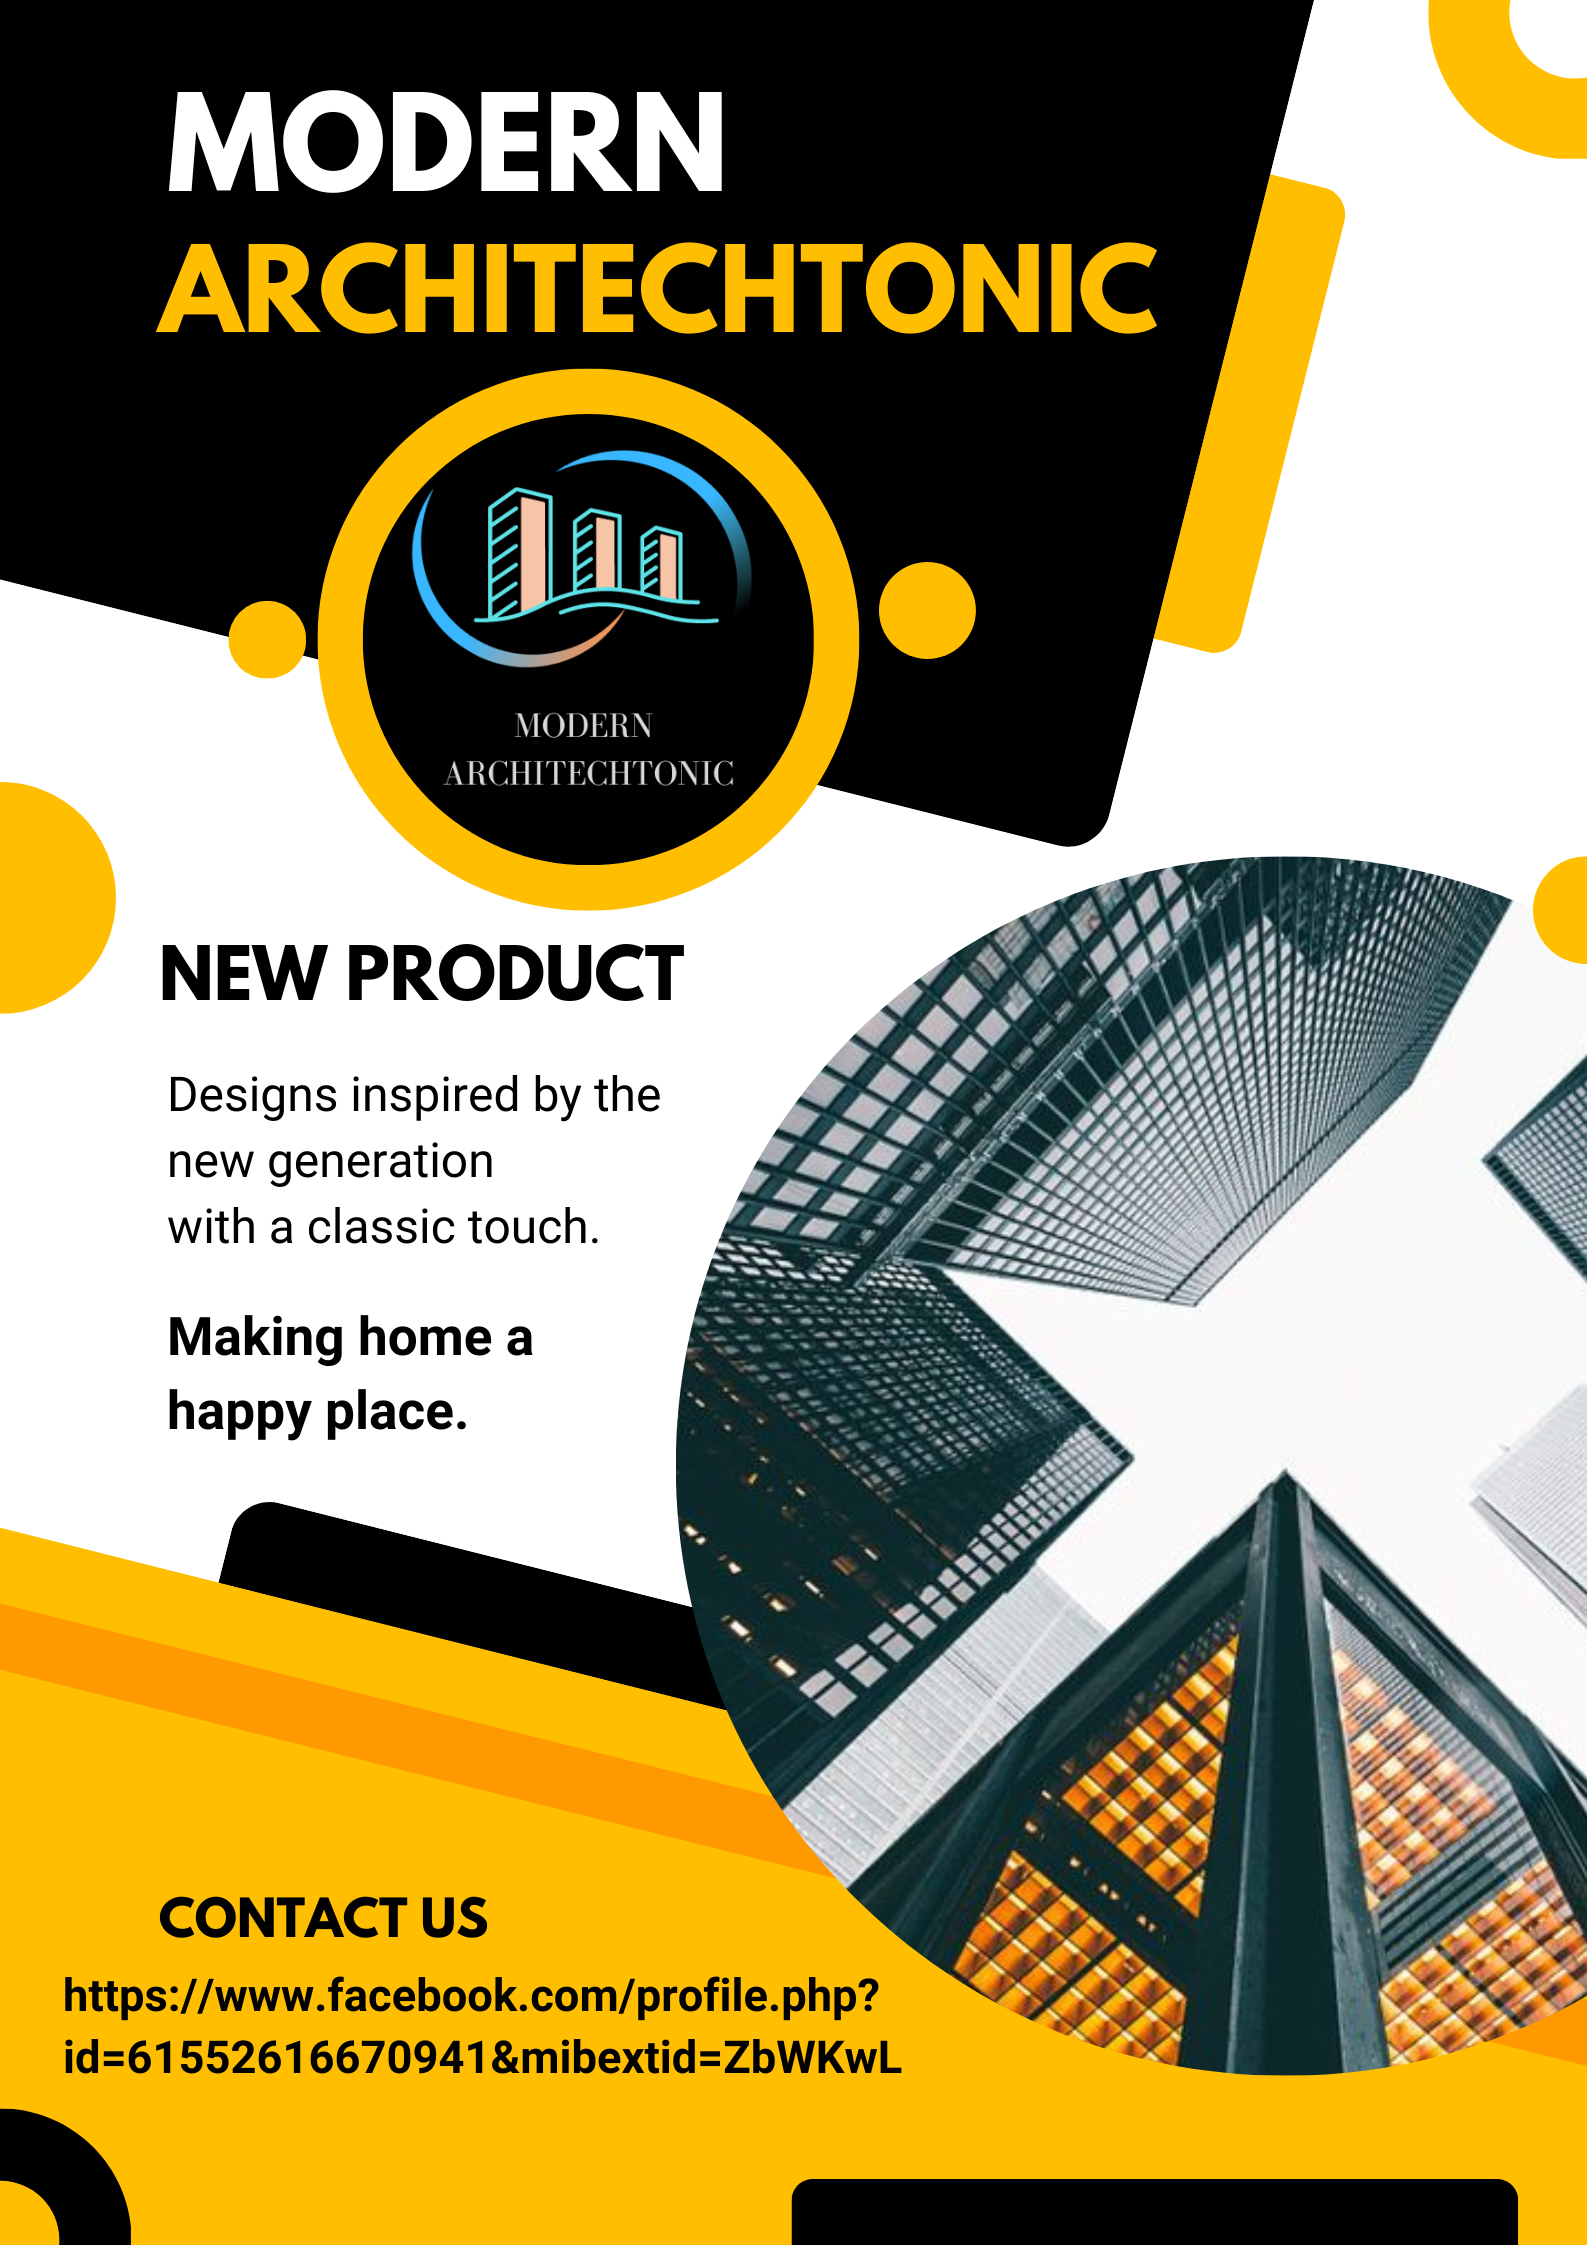 MODERN
ARCHITECHTONIC
MODERN
ARCHITECHTONIC
NEW PRODUCT
Designs inspired by the
new generation
with a classic touch.
Making home a
happy place.
CONTACT US
https://www.facebook.com/profile.php?
id=61552616670941&mibextid=ZbWKwL